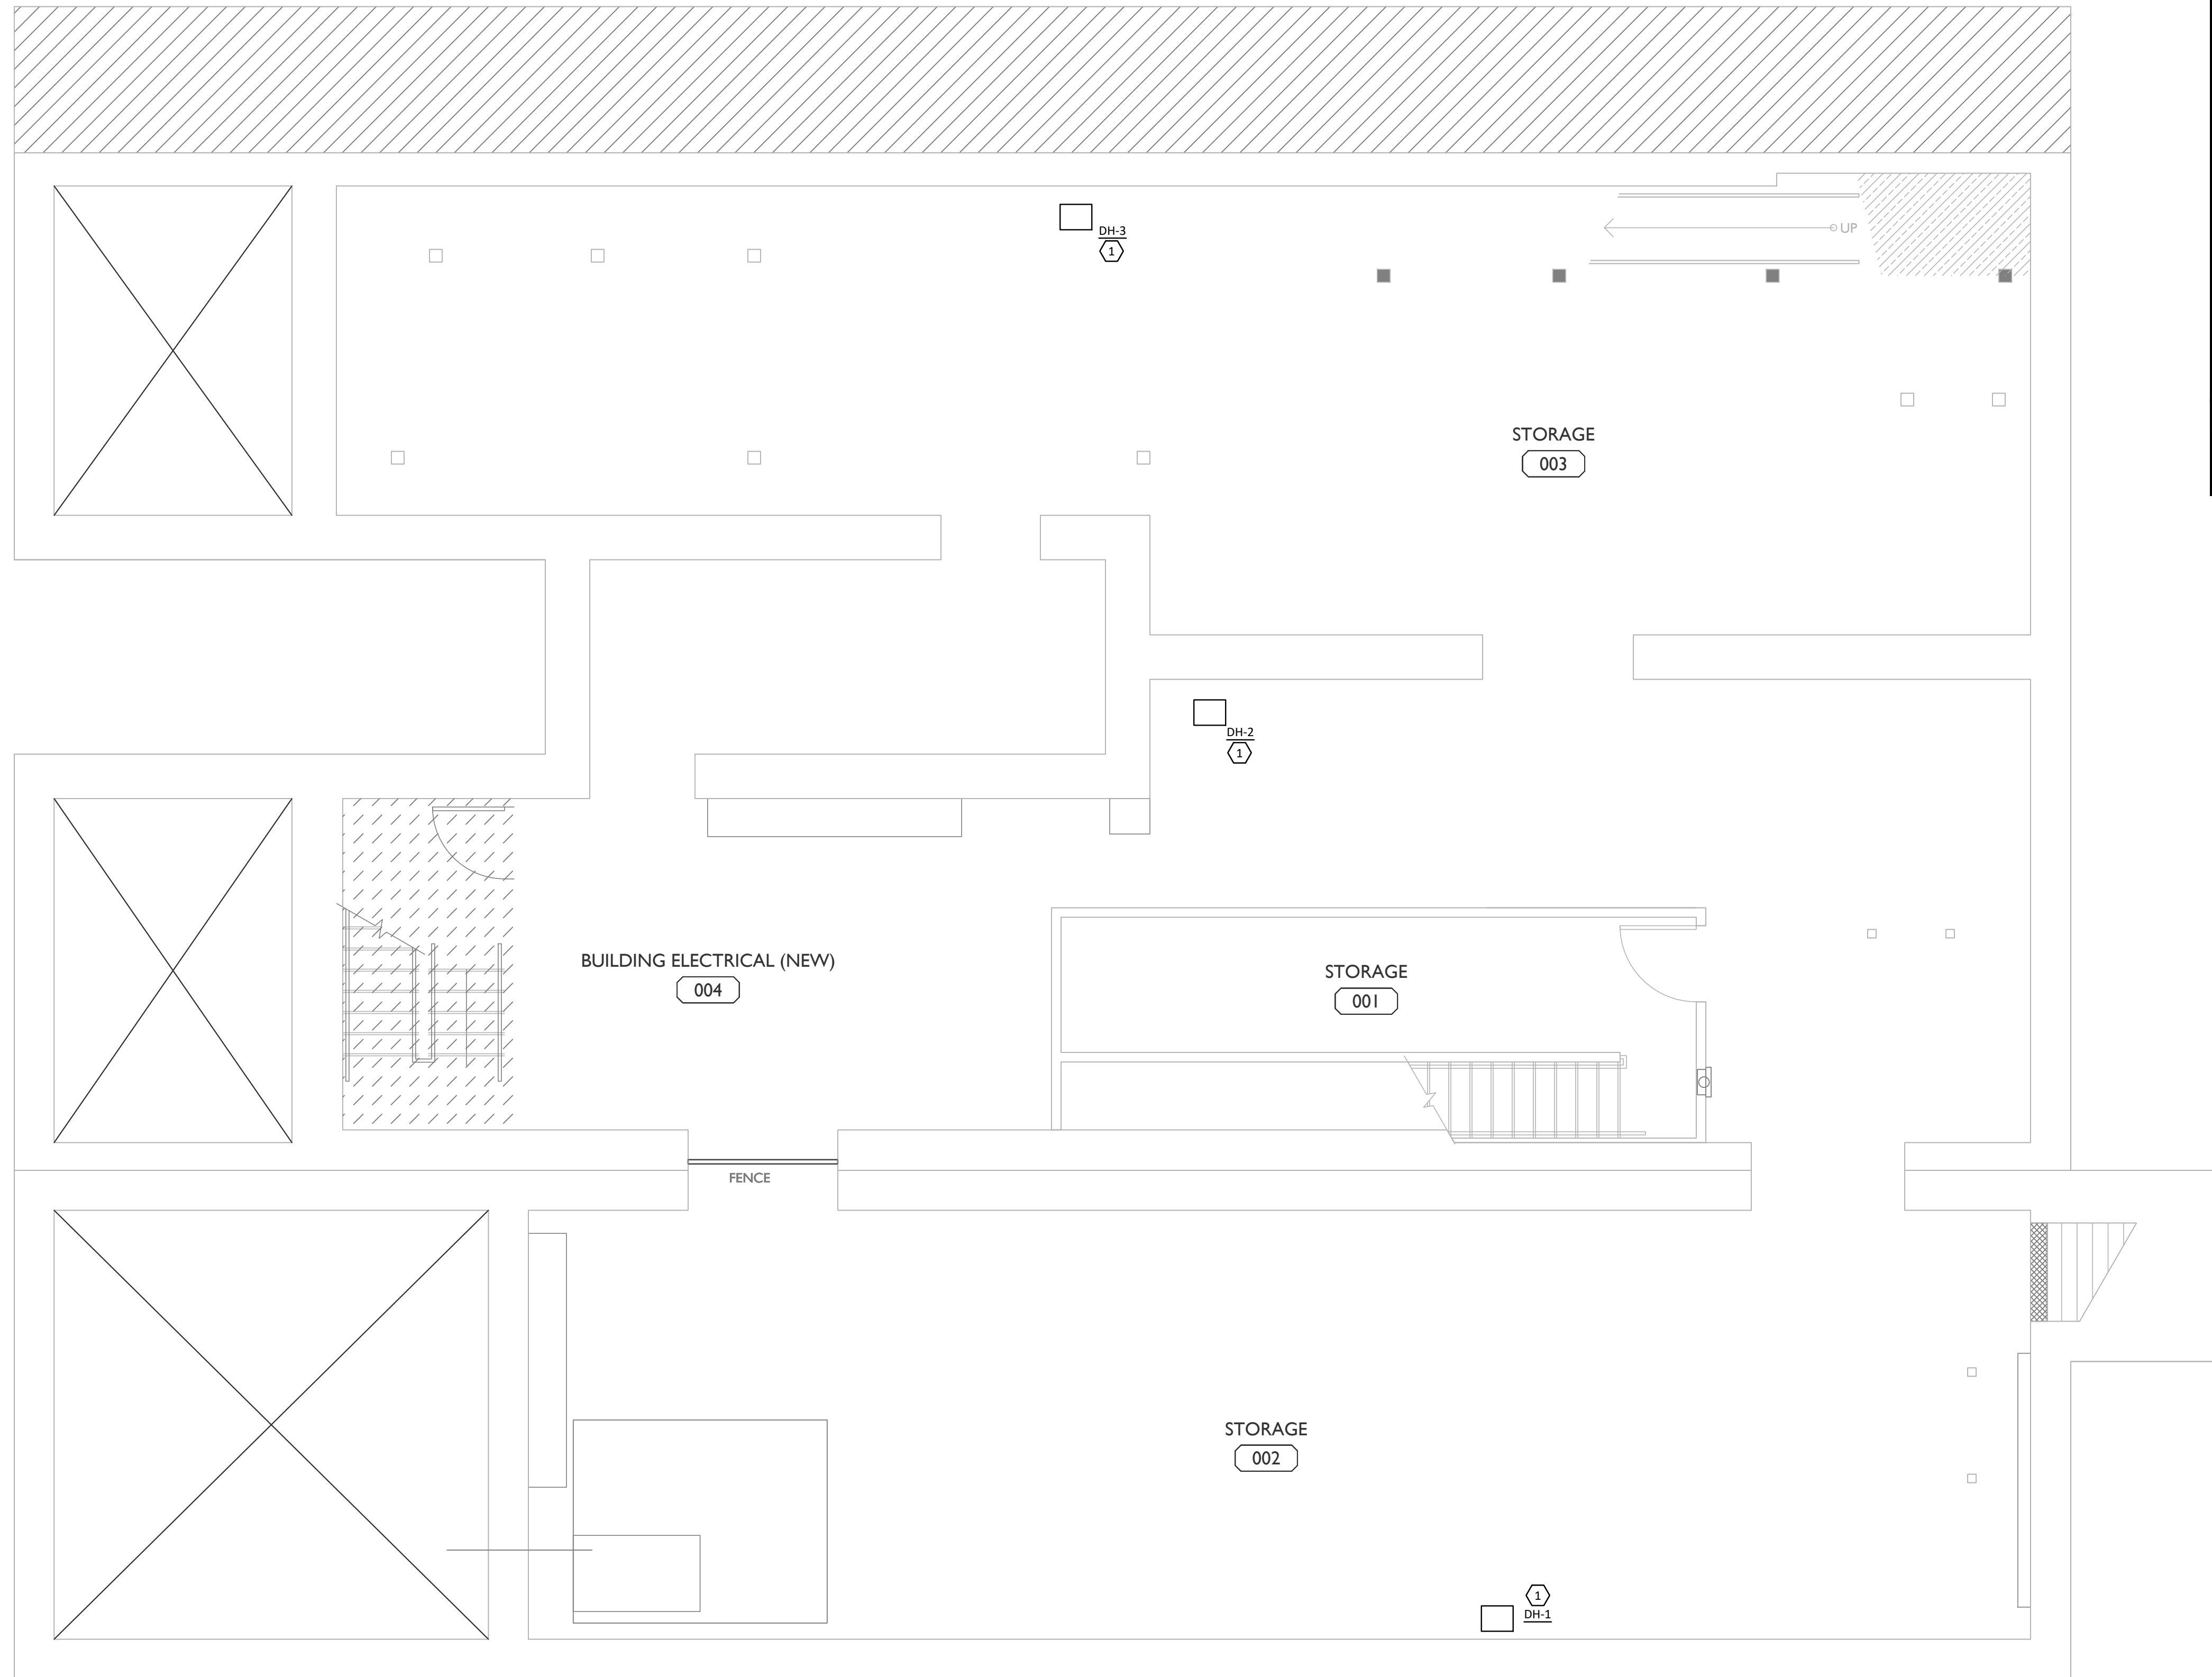 DH-3
1
UP
STORAGE
003
DH-2
1
BUILDING ELECTRICAL (NEW)
004
STORAGE
001
FENCE
STORAGE
002
1
DH-1